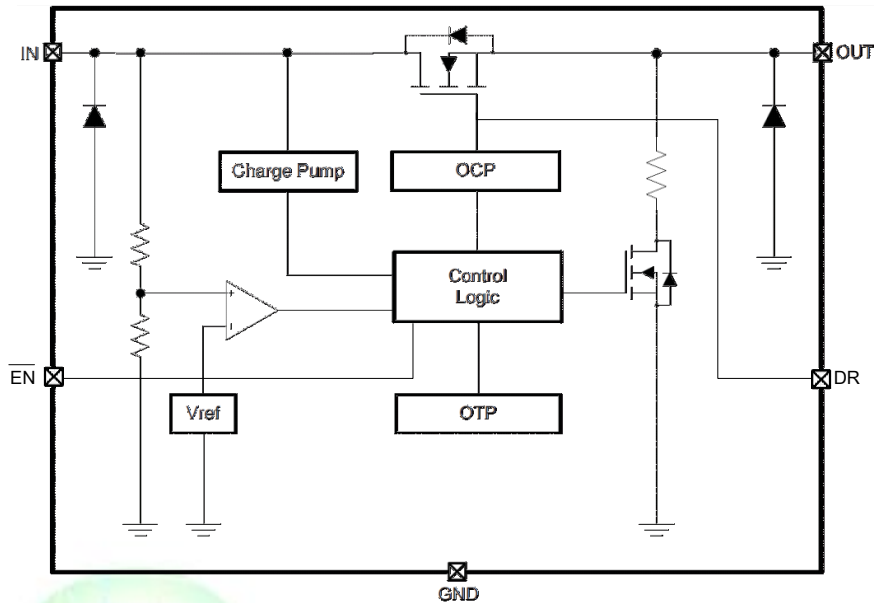 IN
OUT
Charge Pump
OCP
Control
Logic
+
-
EN
DR
Vref
OTP
GND